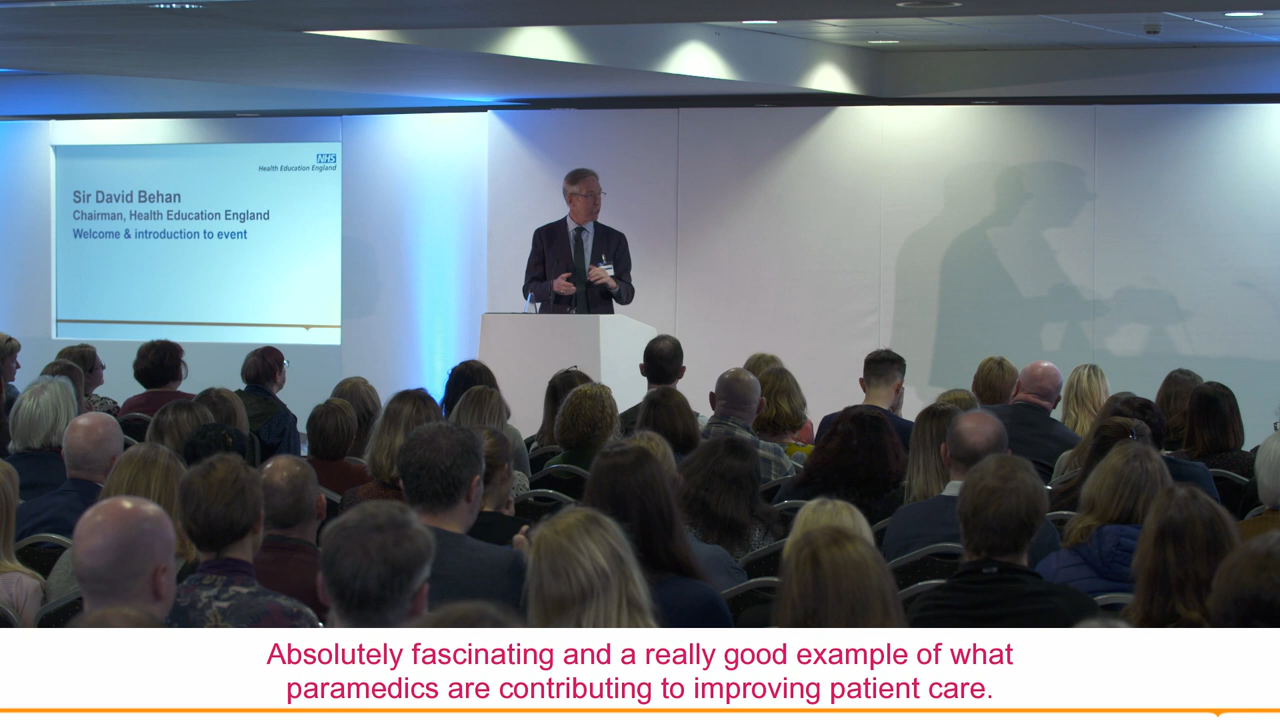 NHS
Health Education England
Sir David Behan
Chairman, Health Education England
Welcome & introduction to event
Absolutely fascinating and a really good example of what
paramedics are contributing to improving patient care.